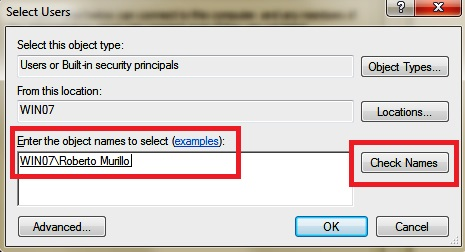 Select Users
?
Select this object type:
Users or Built-in security principals
Object Types...
From this location:
WIN07
Locations...
Enter the object names to select (examples):
WIN07\Roberto Murillo
Check Names
Advanced...
OK
Cancel